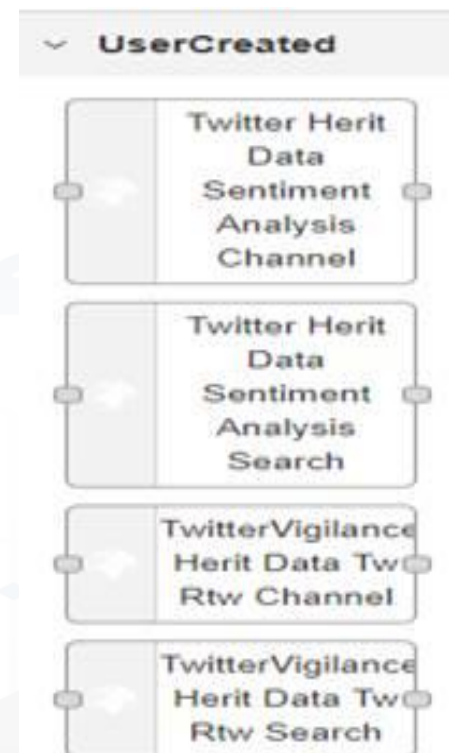 UserCreated
Twitter Herit
Data
Sentiment
Analysis
Channel
Twitter Herit
Data
Sentiment
Analysis
Search
TwitterVigilance
Herit Data Tw
Rtw Channel
TwitterVigilance
Herit Data Tw
Rtw Search